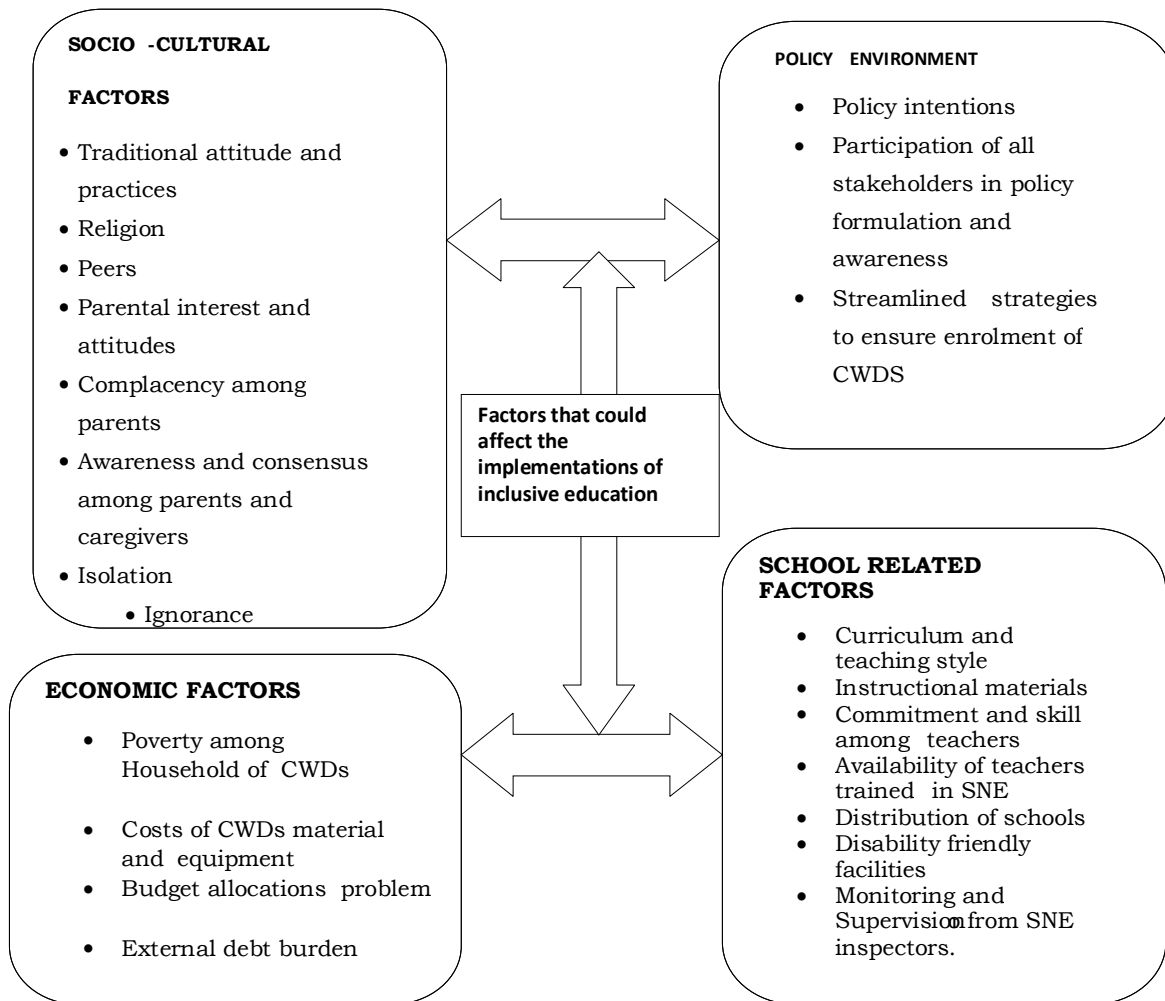 SOCIO -CULTURAL
FACTORS
• Traditional attitude and
practices
• Religion
• Peers
• Parental interest and
attitudes
• Complacency among
parents
• Awareness and consensus
among parents and
caregivers
• Isolation
• Ignorance
POLICY ENVIRONMENT
• Policy intentions
• Participation of all
stakeholders in policy
formulation and
awareness
• Streamlined strategies
to ensure enrolment of
CWDS
Factors that could
affect the
implementations of
inclusive education
ECONOMIC FACTORS
• Poverty among
Household of CWDs
• Costs of CWDs material
and equipment
• Budget allocations problem
• External debt burden
SCHOOL RELATED
FACTORS
• Curriculum and
teaching style
• Instructional materials
• Commitment and skill
among teachers
• Availability of teachers
trained in SNE
• Distribution of schools
• Disability friendly
facilities
• Monitoring and
Supervision from SNE
inspectors.